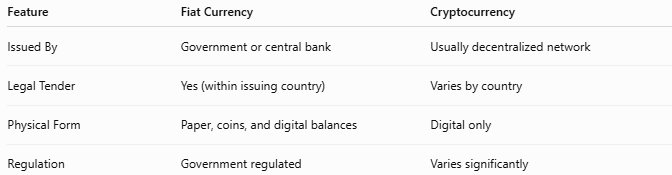 Feature Fiat Currency Cryptocurrency
Issued By Government or central bank Usually decentralized network
Legal Tender Yes (within issuing country) Varies by country
Physical Form Paper, coins, and digital balances Digital only
Regulation Government regulated Varies significantly